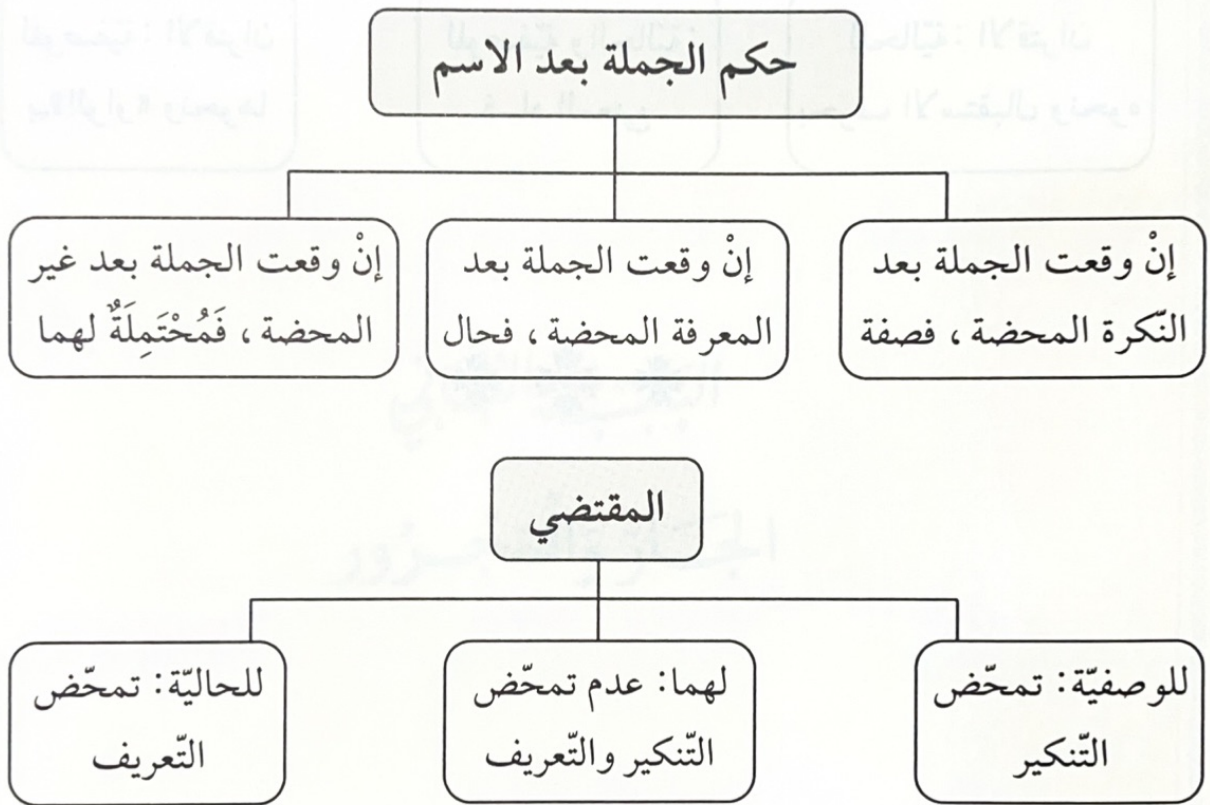 حكم الجملة بعد الاسم
إنْ وقعت الجملة بعد
النّكرة المحضة ، فصفة
إنْ وقعت الجملة بعد
المعرفة المحضة ، فحال
إنْ وقعت الجملة بعد غير
المحضة ، فَمُحْتَمِلَةٌ لهما
المقتضي
للوصفيّة: تمحّض
التّنكير
لهما: عدم تمحّض
التّنكير والتّعريف
للحاليّة: تمحّض
التّعريف